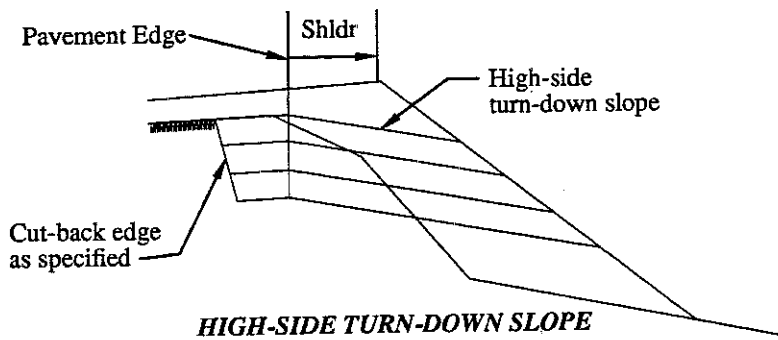 Pavement Edge
Shldr
High-side
turn-down slope
Cut-back edge
as specified
HIGH-SIDE TURN-DOWN SLOPE